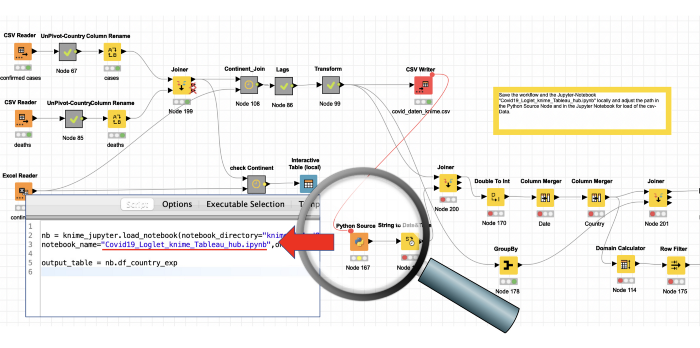 CSV Reader
UnPivot-Country
Column Rename
confirmed cases
Node 67
cases
CSV Reader
UnPivot-Country
Column Rename
deaths
Node 85
deaths
Excel Reader
Joiner
Node 199
Continent_Join
Node 108
Lags
Node 86
Transform
Node 99
CSV Writer
covid_daten_knime.csv
check Continent
Interactive
Table (local)
Save the workflow and the Jupyter-Notebook
"Covid19_Loglet_knime_Tableau_hub.ipynb" locally and adjust the path in
the Python Source Node and in the Jupyter Notebook for load of the csv-
Data.
Script
Options
Executable Selection
1
2 nb = knime_jupyter.load_notebook(notebook_directory="
3 notebook_name="Covid19_Loglet_knime_Tableau_hub.ipynb",
4
5 output_table = nb.df_country_exp
6
Python Source
Node 167
String to Date&Time
Joiner
Node 200
Double To Int
Node 170
Column Merger
Date
Column Merger
Country
Joiner
Node 201
GroupBy
Node 178
Domain Calculator
Node 114
Row Filter
Node 175